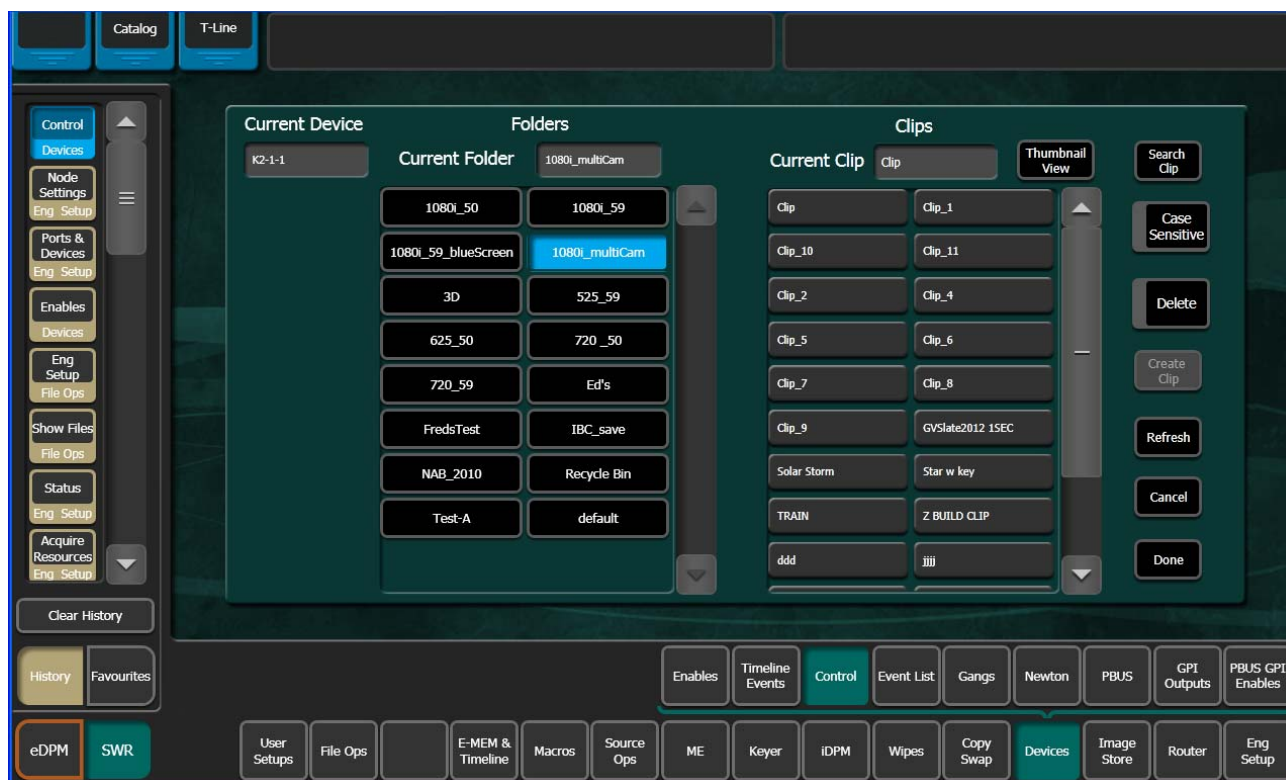 Catalog
T-Line
Control
Devices
Node
Settings
Eng Setup
Ports &
Devices
Eng Setup
Enables
Devices
Eng
Setup
File Ops
Show Files
File Ops
Status
Eng Setup
Acquire
Resources
Eng Setup
Clear History
History
Favourites
eDPM
SWR
Current Device
K2-1-1
Folders
Current Folder
1080i_multiCam
1080i_50
1080i_59
1080i_59_blueScreen
1080i_multiCam
3D
525_59
625_50
720 _50
720_59
Ed's
FredsTest
IBC_save
NAB_2010
Recycle Bin
Test-A
default
Clips
Current Clip
Clip
Thumbnail
View
Clip
Clip_1
Clip_10
Clip_11
Clip_2
Clip_4
Clip_5
Clip_6
Clip_7
Clip_8
Clip_9
GVSlate2012 1SEC
Solar Storm
Star w key
TRAIN
Z BUILD CLIP
ddd
jjjj
Search
Clip
Case
Sensitive
Delete
Create
Clip
Refresh
Cancel
Done
Enables
Timeline
Events
Control
Event List
Gangs
Newton
PBUS
GPI
Outputs
PBUS GPI
Enables
User
Setups
File Ops
E-MEM &
Timeline
Macros
Source
Ops
ME
Keyer
iDPM
Wipes
Copy
Swap
Devices
Image
Store
Router
Eng
Setup